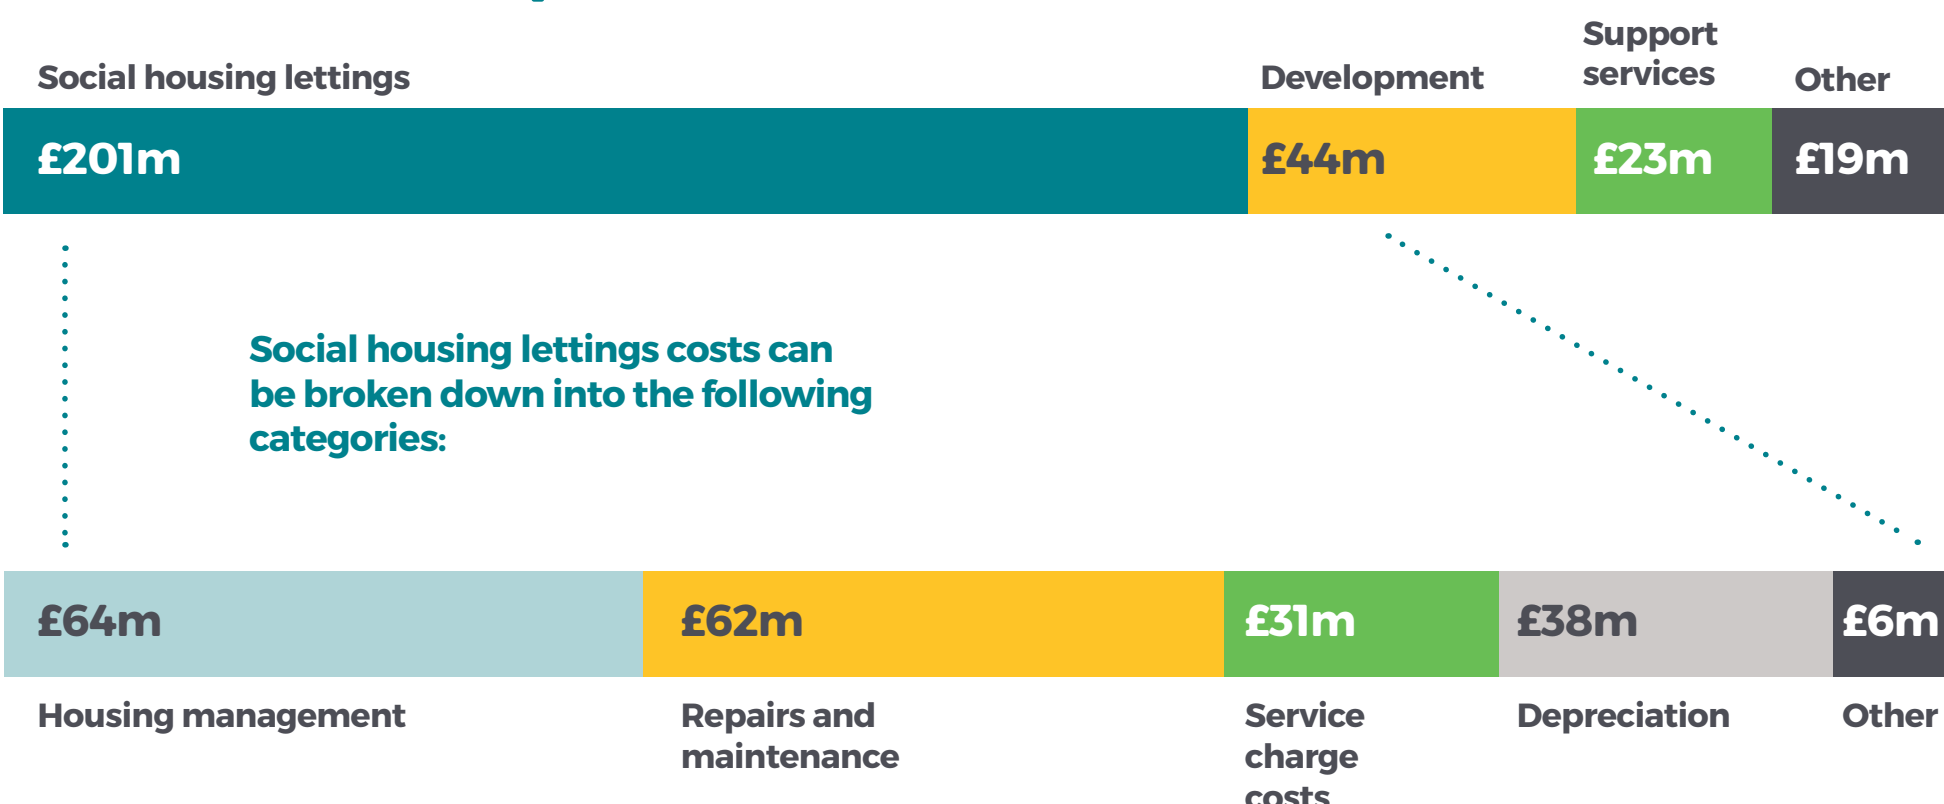 Social housing lettings
Development
Support
services
Other
£201m
£44m
£23m
£19m
Social housing lettings costs can
be broken down into the following
categories:
£64m
£62m
£31m
£38m
£6m
Housing management
Repairs and
maintenance
Service
charge
costs
Depreciation
Other